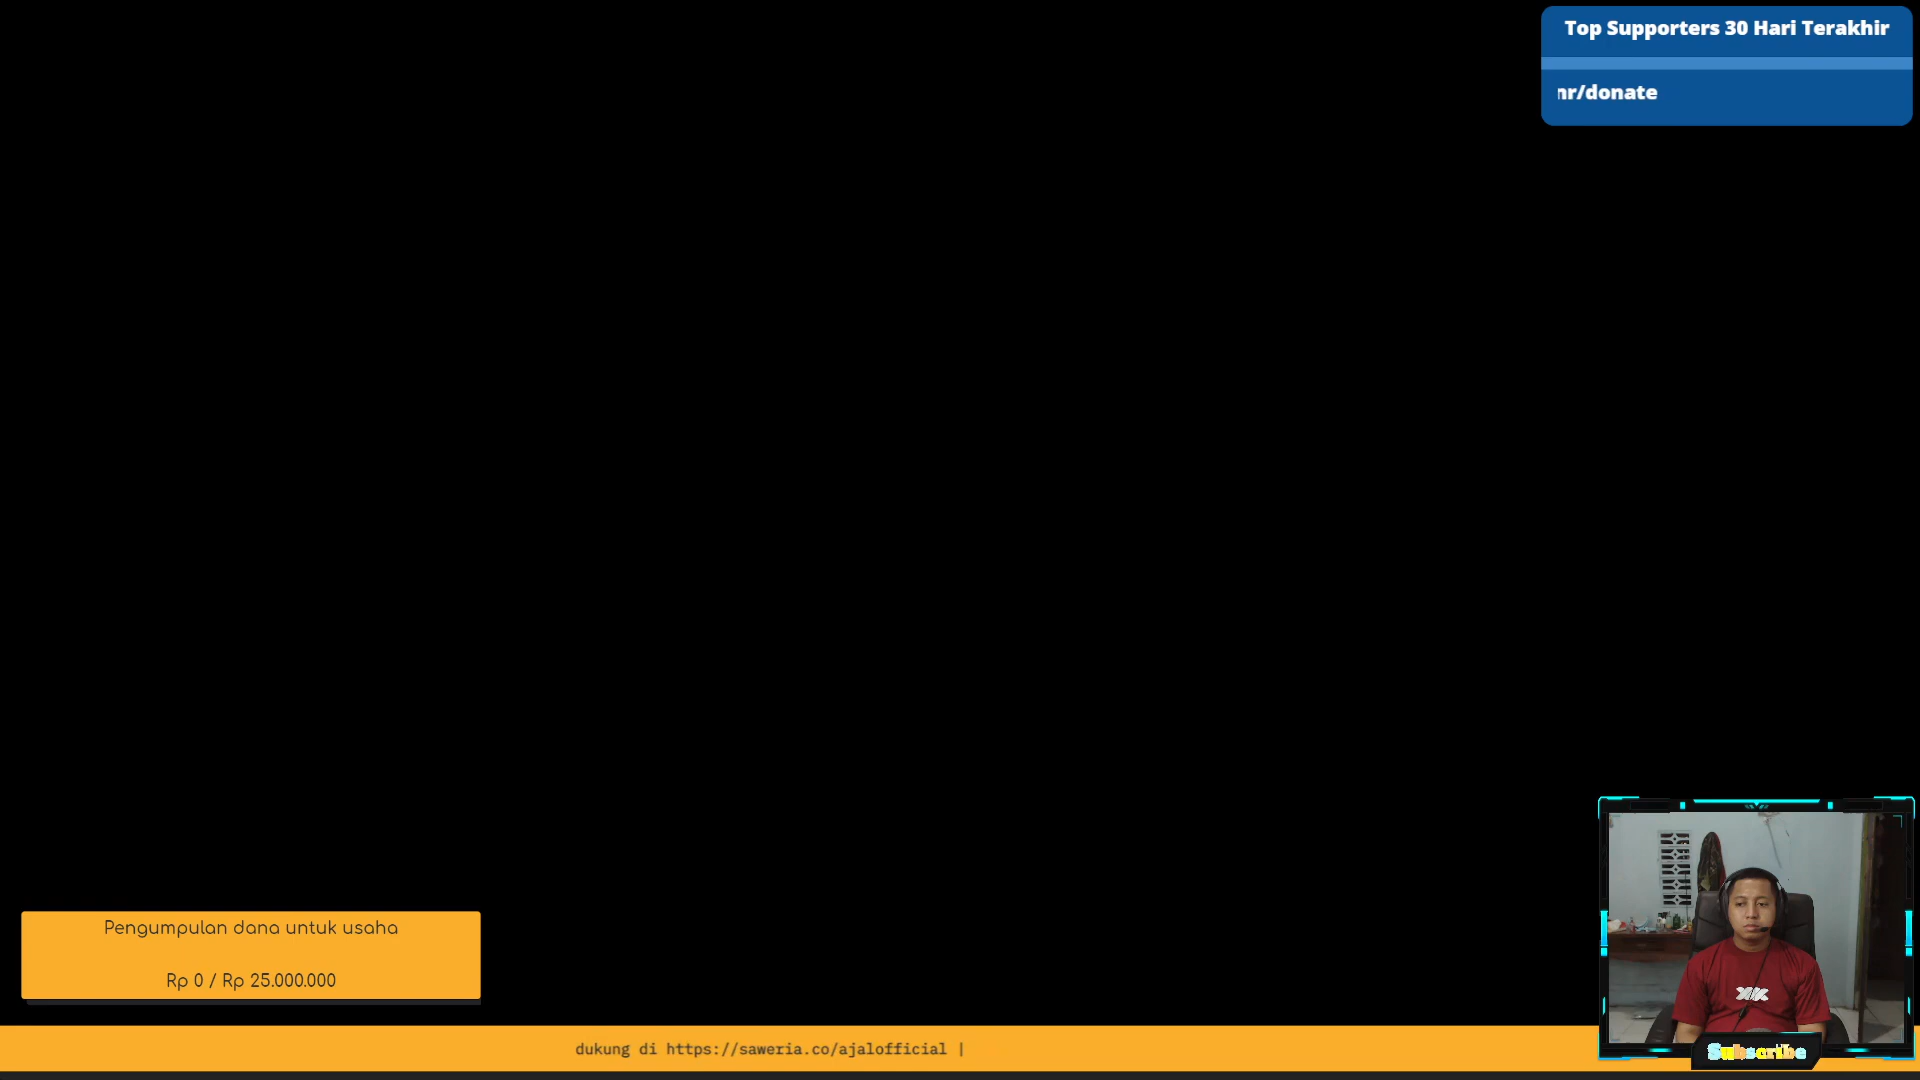 Top Supporters 30 Hari Terakhir
nr/donate
Pengumpulan dana untuk usaha
Rp 0 / Rp 25.000.000
dukung di https://saweria.co/ajalofficial |
Subscribe